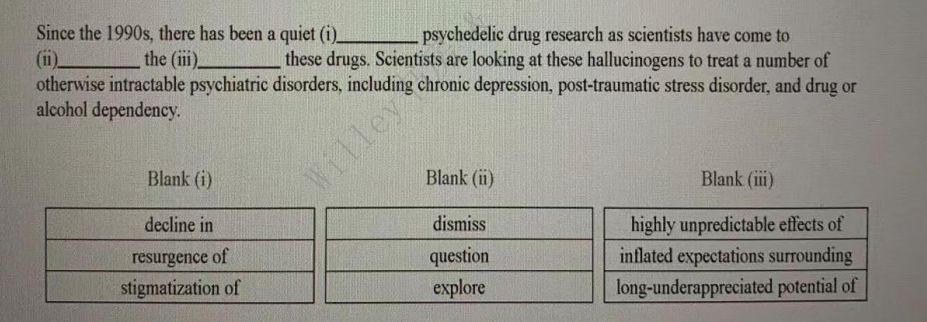 Since the 1990s, there has been a quiet (i)________ psychedelic drug research as scientists have come to
(ii)________ the (iii)________ these drugs. Scientists are looking at these hallucinogens to treat a number of
otherwise intractable psychiatric disorders, including chronic depression, post-traumatic stress disorder, and drug or
alcohol dependency.
Willey
Blank (i) Blank (ii) Blank (iii)
decline in dismiss highly unpredictable effects of
resurgence of question inflated expectations surrounding
stigmatization of explore long-underappreciated potential of